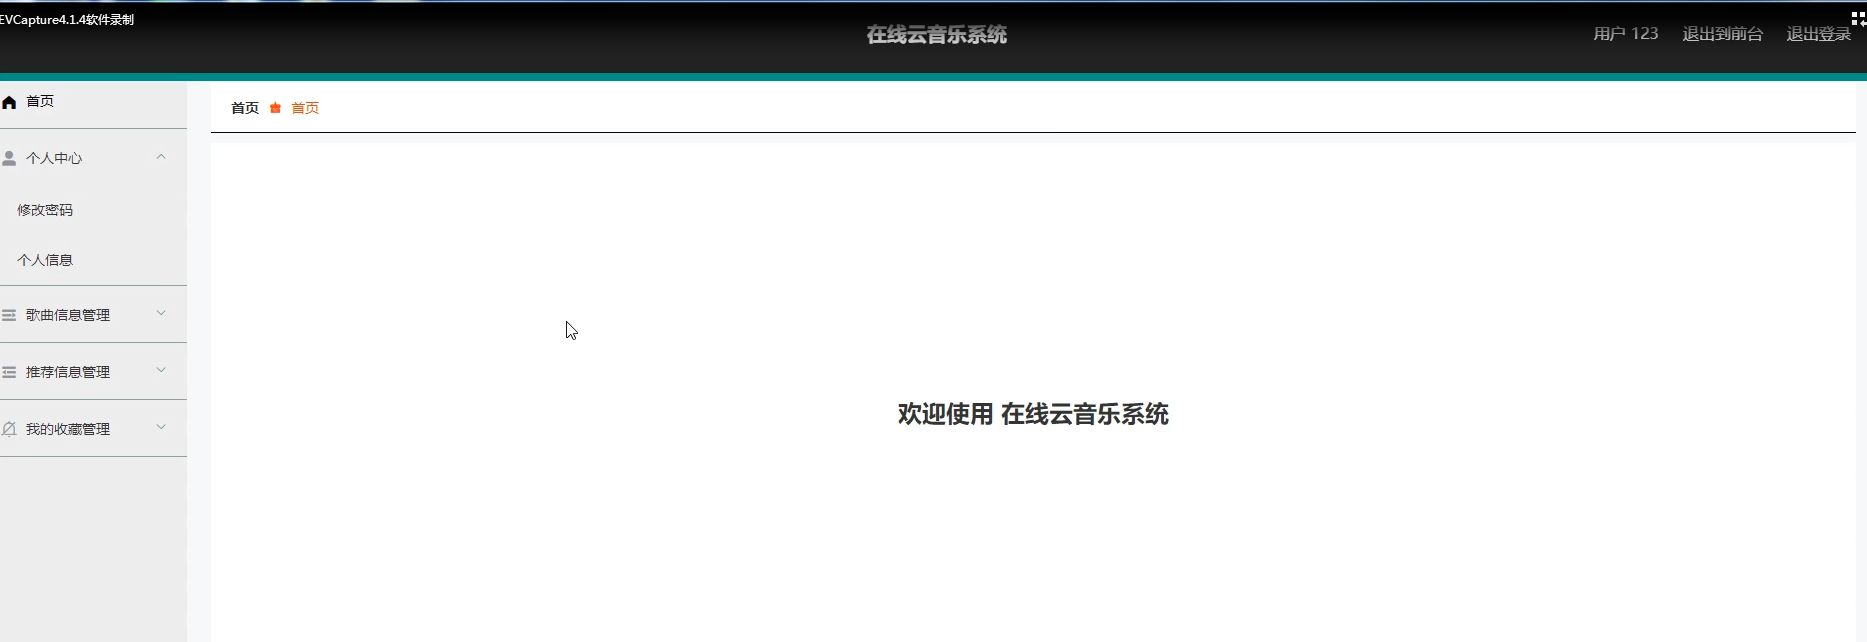 EVCapture4.1.4软件录制
在线云音乐系统
用户 123 退出到前台 退出登录
首页
首页 首页
个人中心
修改密码
个人信息
歌曲信息管理
推荐信息管理
我的收藏管理
欢迎使用 在线云音乐系统